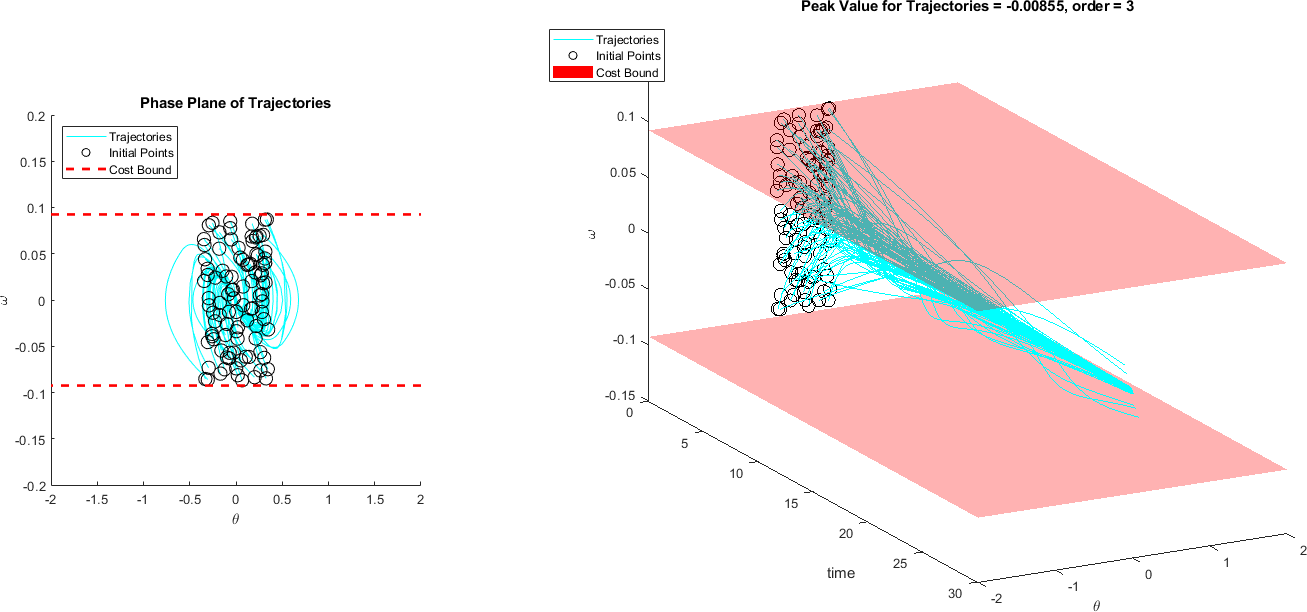 Phase Plane of Trajectories
Trajectories
Initial Points
Cost Bound
0.2
0.15
0.1
0.05
0
-0.05
-0.1
-0.15
-0.2
ω
-2
-1.5
-1
-0.5
0
0.5
1
1.5
2
θ
Peak Value for Trajectories = -0.00855, order = 3
Trajectories
Initial Points
Cost Bound
0.1
0.05
0
-0.05
-0.1
-0.15
ω
0
5
10
15
20
25
30
time
-2
-1
0
1
2
θ